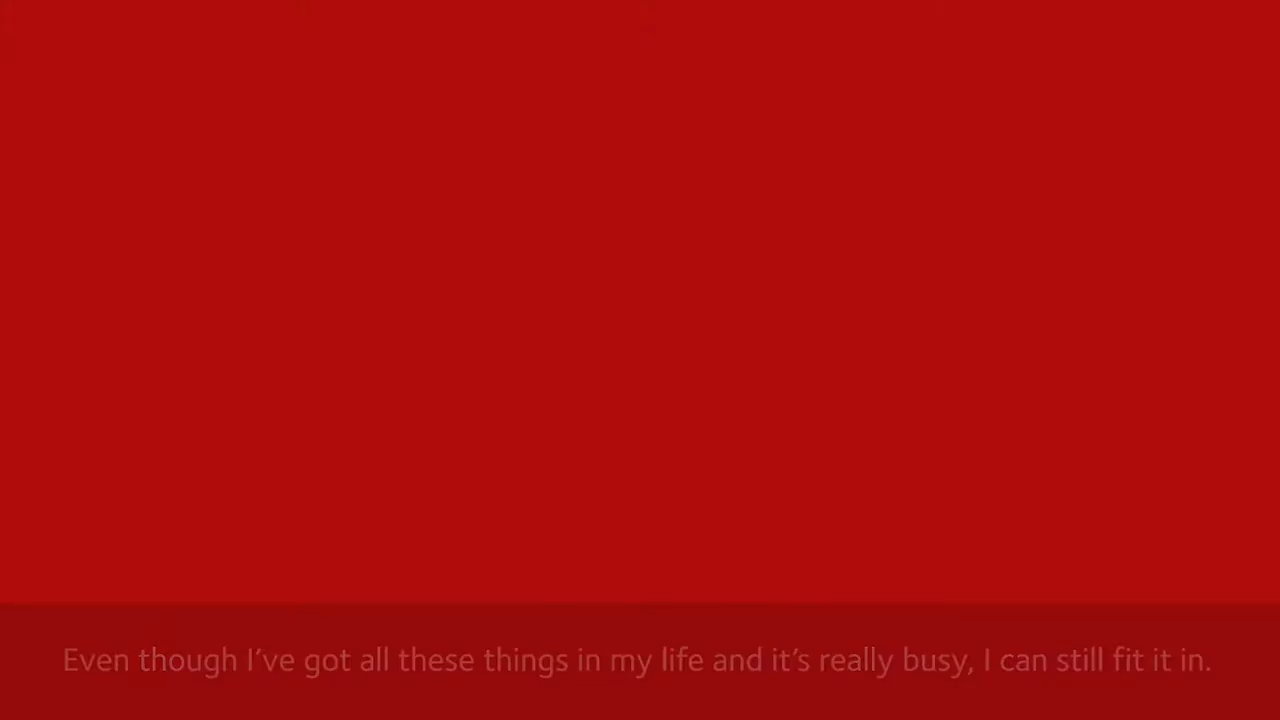 Even though I’ve got all these things in my life and it’s really busy, I can still fit it in.